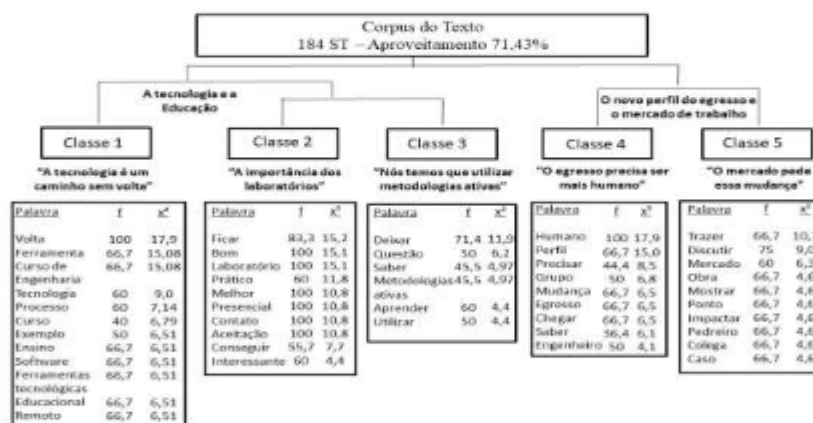 Corpus do Texto
184 ST – Aproveitamento 71,43%
A tecnologia e a
Educação
O novo perfil do egresso e
o mercado de trabalho
Classe 1
"A tecnologia é um
caminho sem volta"
Palavra f x²
Volta 100 17,9
Ferramenta 66,7 15,08
Curso de 66,7 15,08
Engenharia
Tecnologia 60 9,0
Processo 60 7,14
Curso 40 6,79
Exemplo 50 6,51
Ensino 66,7 6,51
Software 66,7 6,51
Ferramentas 66,7 6,51
tecnológicas
Educacional 66,7 6,51
Remoto 66,7 6,51
Classe 2
"A importância dos
laboratórios"
Palavra f x²
Ficar 83,3 15,2
Bom 100 15,1
Laboratório 100 15,1
Prático 60 11,8
Melhor 100 10,8
Presencial 100 10,8
Contato 100 10,8
Aceitação 100 10,8
Conseguir 55,7 7,7
Interessante 60 4,4
Classe 3
"Nós temos que utilizar
metodologias ativas"
Palavra f x²
Deixar 71,4 11,9
Questão 50 6,2
Saber 45,5 4,97
Metodologias 45,5 4,97
ativas
Aprender 60 4,4
Utilizar 50 4,4
Classe 4
"O egresso precisa ser
mais humano"
Palavra f x²
Humano 100 17,9
Perfil 66,7 15,0
Precisar 44,4 8,5
Grupo 50 6,8
Mudança 66,7 6,5
Egresso 66,7 6,5
Chegar 66,7 6,5
Saber 36,4 6,1
Engenheiro 50 4,1
Classe 5
"O mercado pede
essa mudança"
Palavra f x²
Trazer 66,7
Discutir 75
Mercado 60
Obra 66,7
Mostrar 66,7
Ponto 66,7
Impactar 66,7
Pedreiro 66,7
Colega 66,7
Caso 66,7